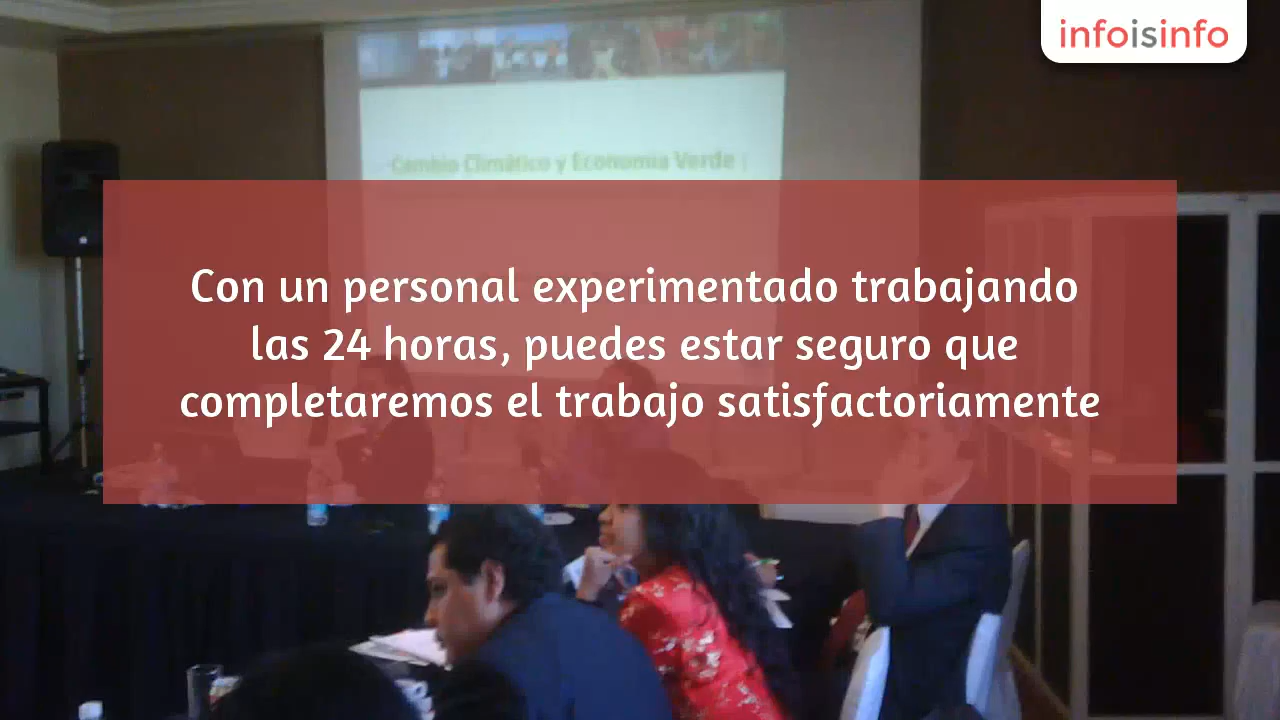 infoisinfo
Cambio Climático y Economía Verde
Con un personal experimentado trabajando
las 24 horas, puedes estar seguro que
completaremos el trabajo satisfactoriamente